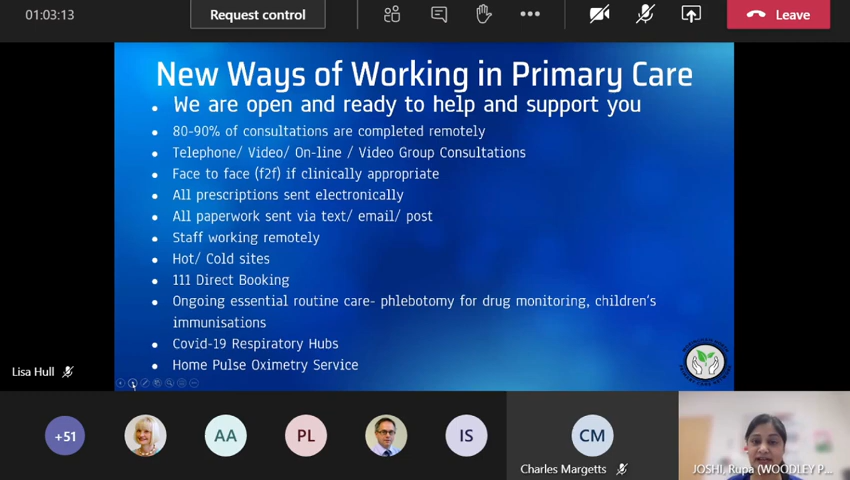 01:03:13
Request control
Leave
New Ways of Working in Primary Care
• We are open and ready to help and support you
• 80-90% of consultations are completed remotely
• Telephone/ Video/ On-line / Video Group Consultations
• Face to face (f2f) if clinically appropriate
• All prescriptions sent electronically
• All paperwork sent via text/ email/ post
• Staff working remotely
• Hot/ Cold sites
• 111 Direct Booking
• Ongoing essential routine care- phlebotomy for drug monitoring, children's
immunisations
• Covid-19 Respiratory Hubs
• Home Pulse Oximetry Service
Lisa Hull
+51
AA
PL
IS
CM
Charles Margetts
JOSHI, Rupa (WOODLEY P...